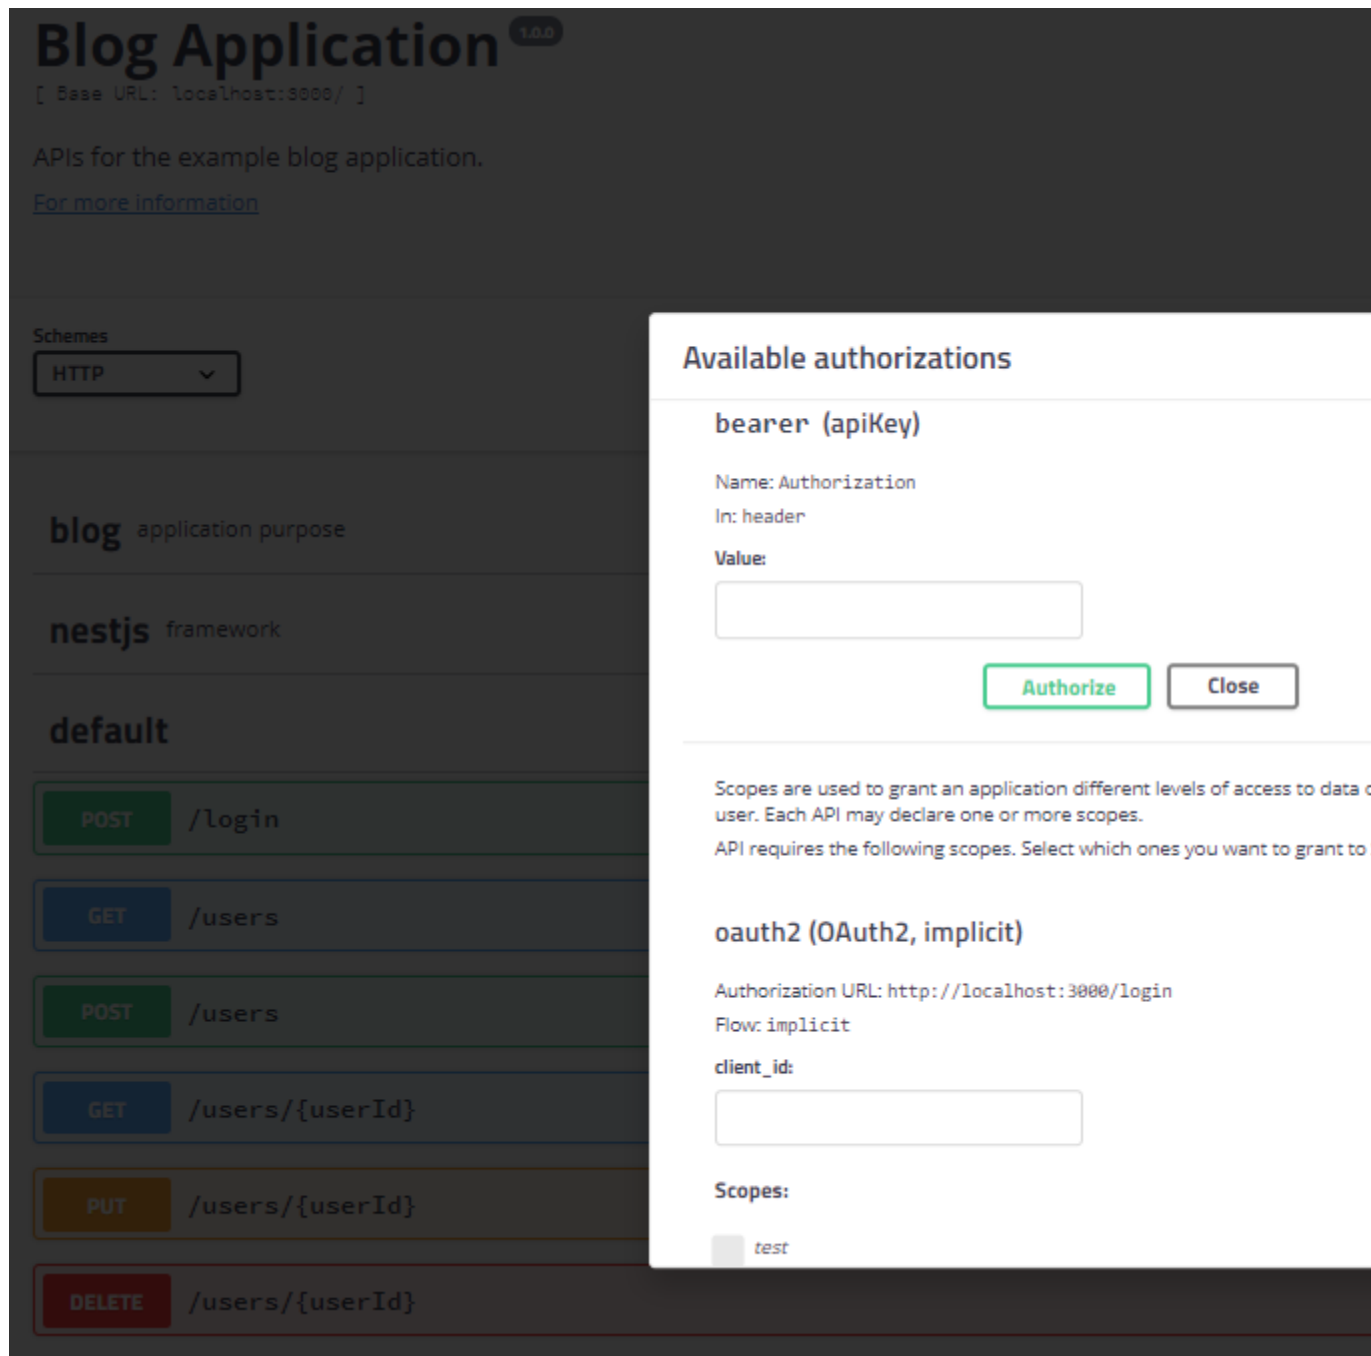 Blog Application 1.0.0
[ Base URL: localhost:3000/ ]
APIs for the example blog application.
For more information
Schemes
HTTP
blog application purpose
nestjs framework
default
POST /login
GET /users
POST /users
GET /users/{userId}
PUT /users/{userId}
DELETE /users/{userId}
Available authorizations
bearer (apiKey)
Name: Authorization
In: header
Value:
Authorize Close
Scopes are used to grant an application different levels of access to data
user. Each API may declare one or more scopes.
API requires the following scopes. Select which ones you want to grant to
oauth2 (OAuth2, implicit)
Authorization URL: http://localhost:3000/login
Flow: implicit
client_id:
Scopes:
test